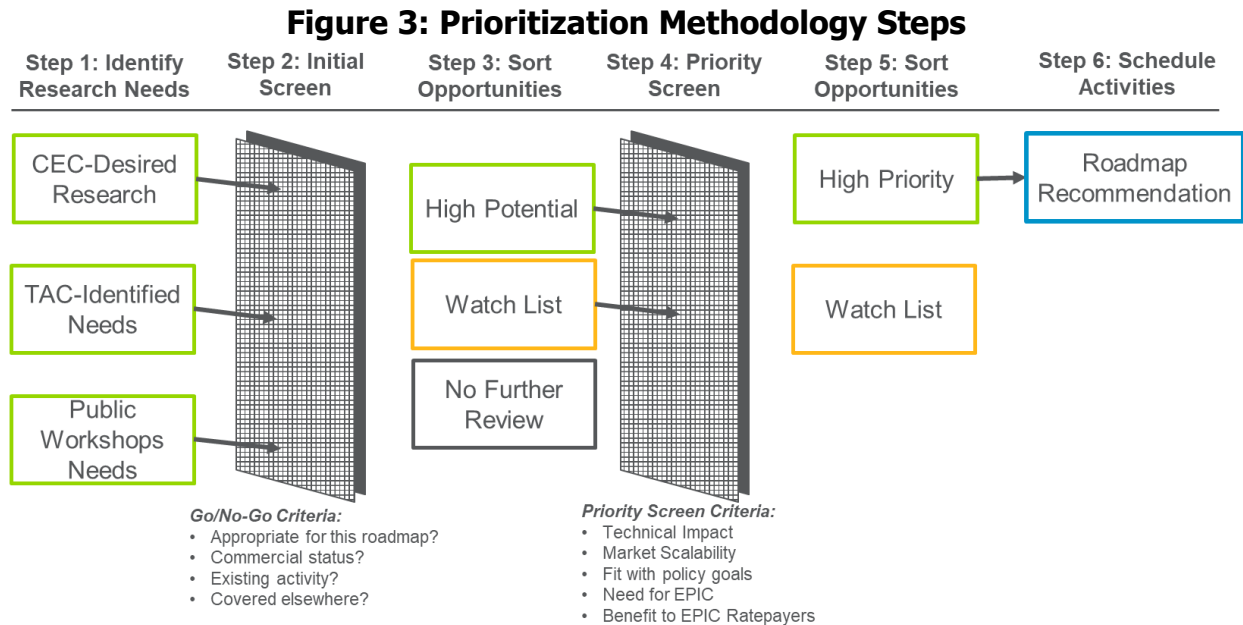 Figure 3: Prioritization Methodology Steps
Step 1: Identify
Research Needs
Step 2: Initial
Screen
Step 3: Sort
Opportunities
Step 4: Priority
Screen
Step 5: Sort
Opportunities
Step 6: Schedule
Activities
CEC-Desired
Research
TAC-Identified
Needs
Public
Workshops
Needs
High Potential
Watch List
No Further
Review
High Priority
Watch List
Roadmap
Recommendation
Go/No-Go Criteria:
• Appropriate for this roadmap?
• Commercial status?
• Existing activity?
• Covered elsewhere?
Priority Screen Criteria:
• Technical Impact
• Market Scalability
• Fit with policy goals
• Need for EPIC
• Benefit to EPIC Ratepayers